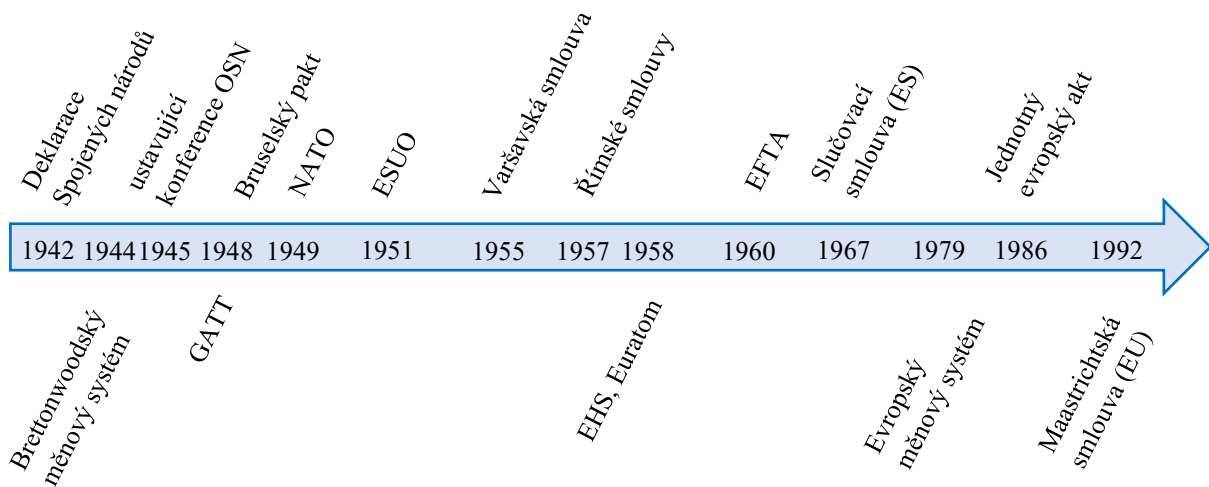 Deklarace
Spojených národů
ustavující
konference OSN
Bruselský pakt
NATO
ESUO
Varšavská smlouva
Římské smlouvy
EFTA
Slučovací
smlouva (ES)
Jednotný
evropský akt
1942 1944 1945 1948 1949 1951 1955 1957 1958 1960 1967 1979 1986 1992
Brettonwoodský
měnový systém
GATT
EHS, Euratom
Evropský
měnový systém
Maastrichtská
smlouva (EU)